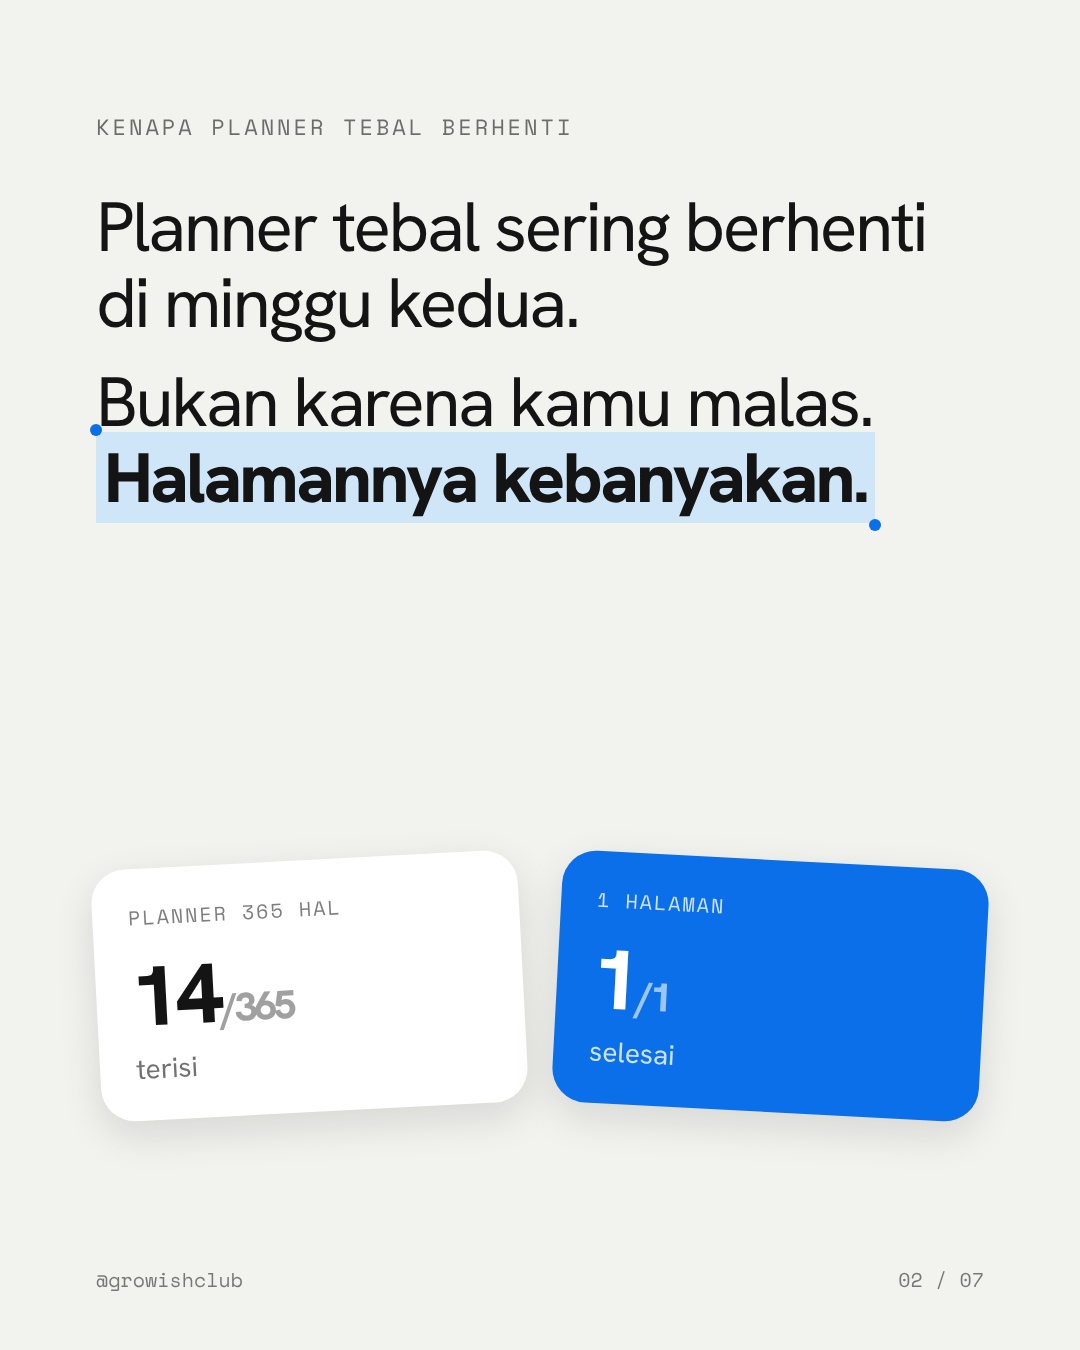 KENAPA PLANNER TEBAL BERHENTI
Planner tebal sering berhenti
di minggu kedua.
Bukan karena kamu malas.
Halamannya kebanyakan.
PLANNER 365 HAL
14/365
terisi
1 HALAMAN
1/1
selesai
@growishclub
02 / 07